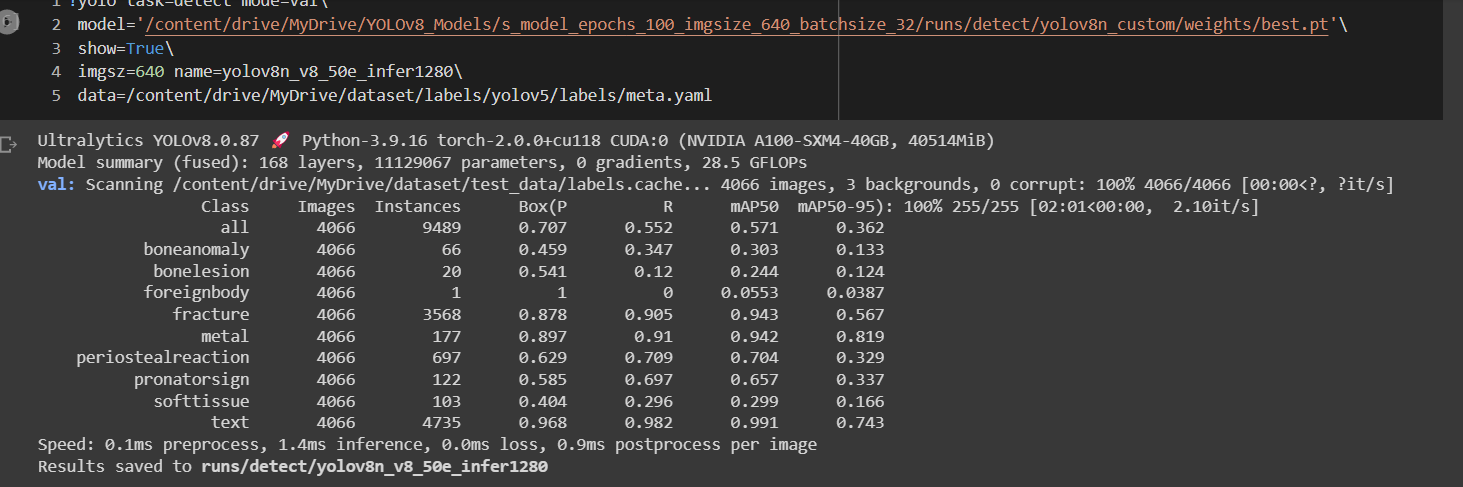 1 !yolo task=detect mode=val\
2 model='/content/drive/MyDrive/YOLOv8_Models/s_model_epochs_100_imgsize_640_batchsize_32/runs/detect/yolov8n_custom/weights/best.pt'\
3 show=True\
4 imgsz=640 name=yolov8n_v8_50e_infer1280\
5 data=/content/drive/MyDrive/dataset/labels/yolov5/labels/meta.yaml
Ultralytics YOLOv8.0.87 🚀 Python-3.9.16 torch-2.0.0+cu118 CUDA:0 (NVIDIA A100-SXM4-40GB, 40514MiB)
Model summary (fused): 168 layers, 11129067 parameters, 0 gradients, 28.5 GFLOPs
val: Scanning /content/drive/MyDrive/dataset/test_data/labels.cache... 4066 images, 3 backgrounds, 0 corrupt: 100% 4066/4066 [00:00<?, ?it/s]
Class Images Instances Box(P R mAP50 mAP50-95): 100% 255/255 [02:01<00:00, 2.10it/s]
all 4066 9489 0.707 0.552 0.571 0.362
boneanomaly 4066 66 0.459 0.347 0.303 0.133
bonelesion 4066 20 0.541 0.12 0.244 0.124
foreignbody 4066 1 1 0 0.0553 0.0387
fracture 4066 3568 0.878 0.905 0.943 0.567
metal 4066 177 0.897 0.91 0.942 0.819
periostealreaction 4066 697 0.629 0.709 0.704 0.329
pronatorsign 4066 122 0.585 0.697 0.657 0.337
softtissue 4066 103 0.404 0.296 0.299 0.166
text 4066 4735 0.968 0.982 0.991 0.743
Speed: 0.1ms preprocess, 1.4ms inference, 0.0ms loss, 0.9ms postprocess per image
Results saved to runs/detect/yolov8n_v8_50e_infer1280